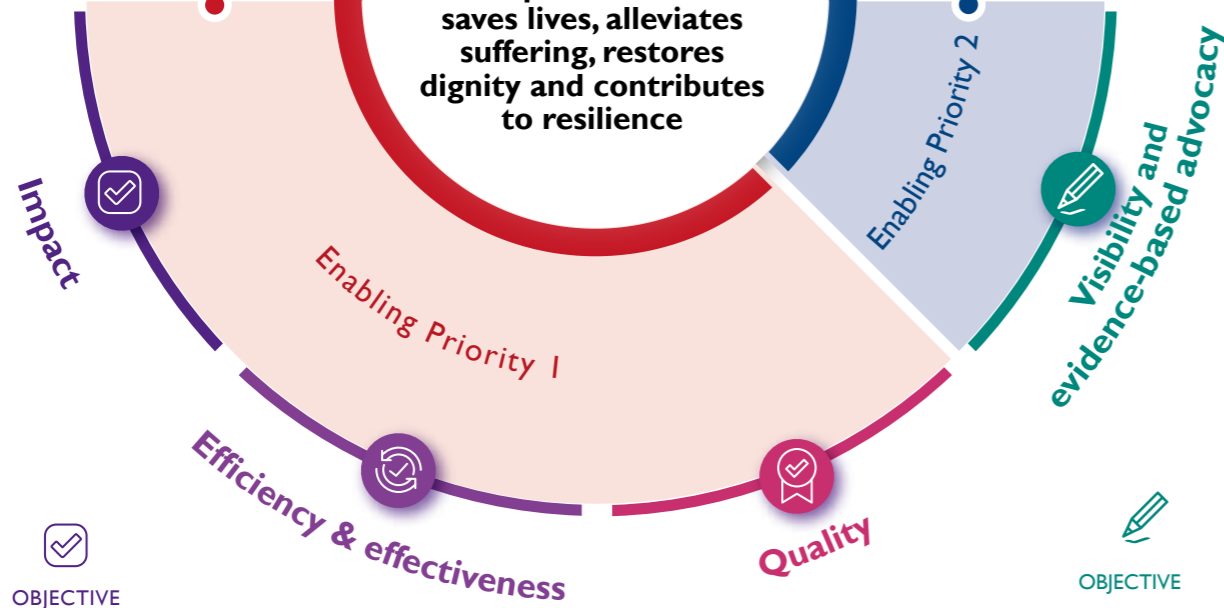 saves lives, alleviates
suffering, restores
dignity and contributes
to resilience
Enabling Priority 2
Visibility and
evidence-based advocacy
Impact
Enabling Priority 1
Efficiency & effectiveness
Quality
OBJECTIVE
OBJECTIVE